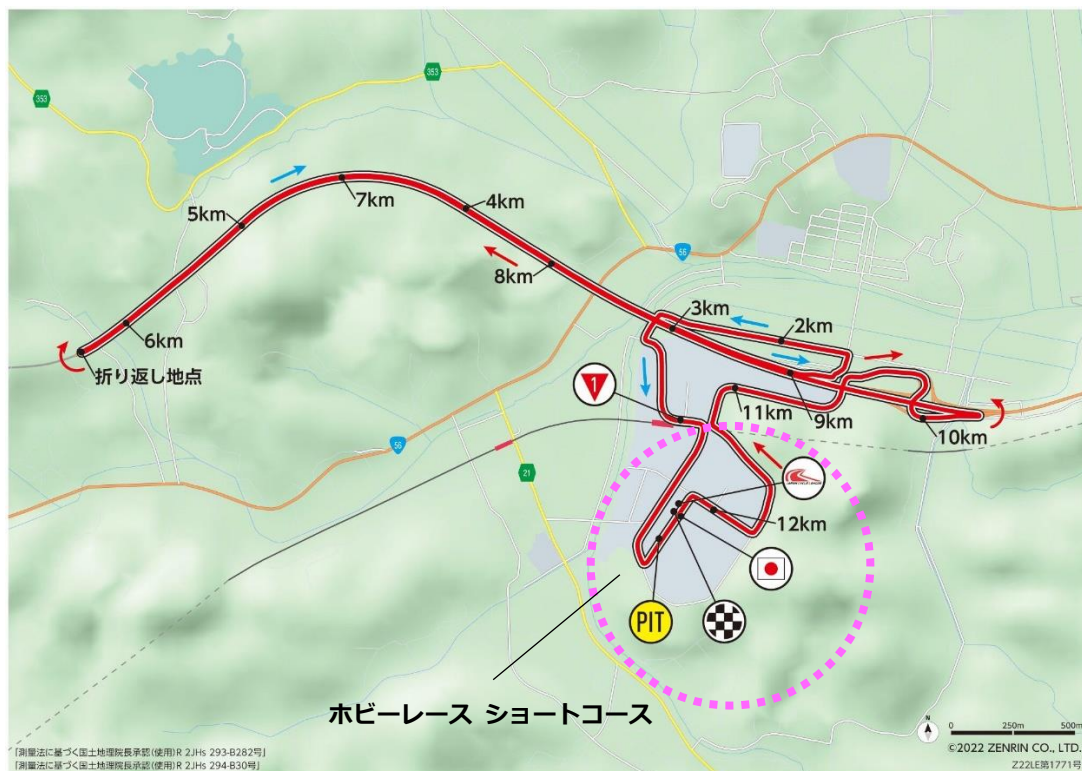 353
383
5km
7km
4km
8km
56
3km
2km
6km
折り返し地点
1
11km
9km
10km
56
21
12km
PIT
ホビーレース ショートコース
N
0 250m 500m
©2022 ZENRIN CO., LTD.
「測量法に基づく国土地理院長承認(使用)R 2JHs 293-B282号」
「測量法に基づく国土地理院長承認(使用)R 2JHs 294-B30号」
Z22LE第1771号